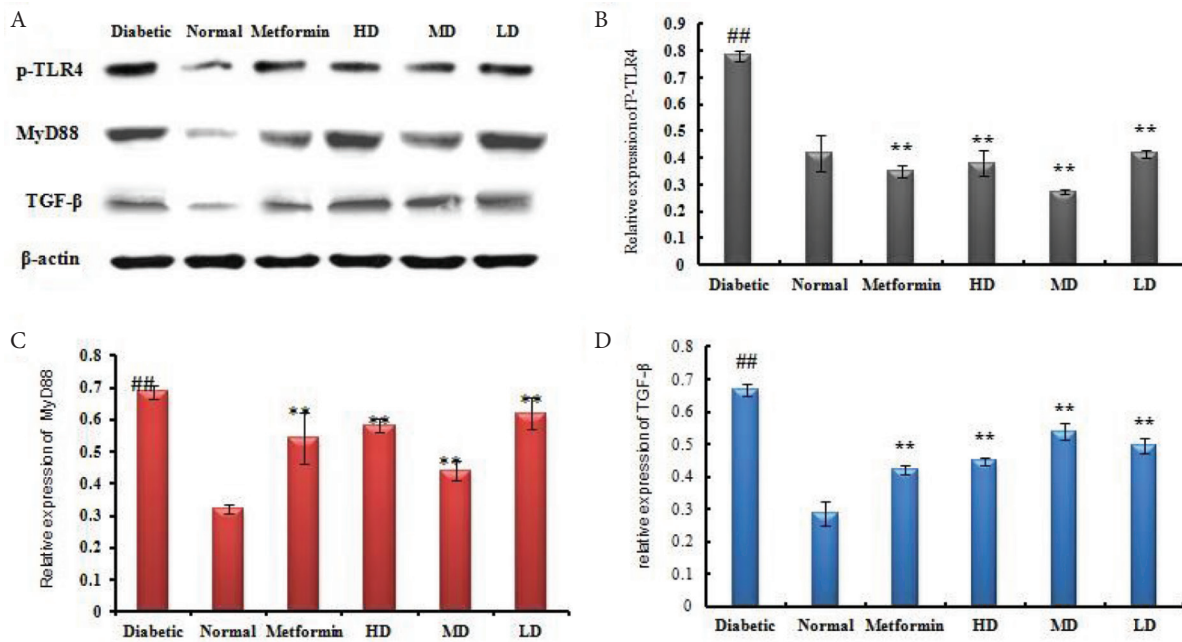 A
Diabetic Normal Metformin HD MD LD
p-TLR4
MyD88
TGF-β
β-actin
B
Relative expression of P-TLR4
0.9
0.8
0.7
0.6
0.5
0.4
0.3
0.2
0.1
0
##
**
**
**
**
Diabetic Normal Metformin HD MD LD
C
Relative expression of MyD88
0.8
0.7
0.6
0.5
0.4
0.3
0.2
0.1
0
##
**
**
**
**
Diabetic Normal Metformin HD MD LD
D
relative expression of TGF-β
0.8
0.7
0.6
0.5
0.4
0.3
0.2
0.1
0
##
**
**
**
**
Diabetic Normal Metformin HD MD LD